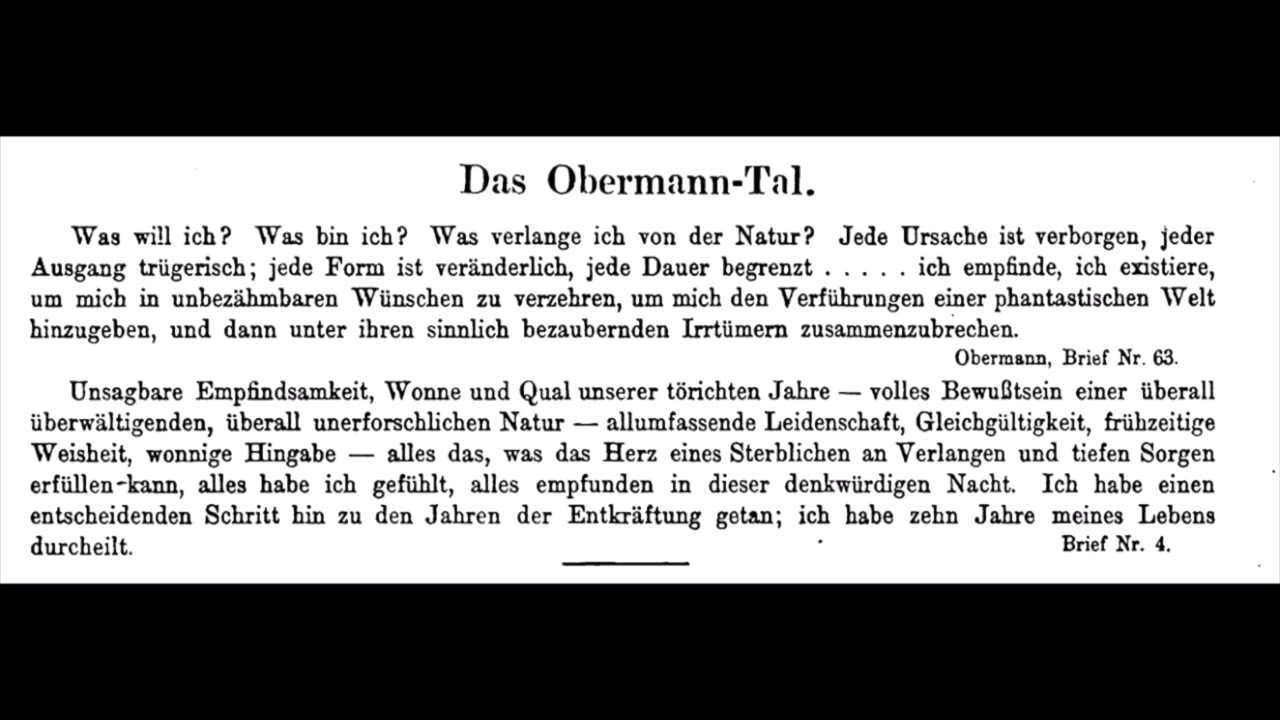 Das Obermann-Tal.
Was will ich? Was bin ich? Was verlange ich von der Natur? Jede Ursache ist verborgen, jeder
Ausgang trügerisch; jede Form ist veränderlich, jede Dauer begrenzt . . . . . ich empfinde, ich existiere,
um mich in unbezähmbaren Wünschen zu verzehren, um mich den Verführungen einer phantastischen Welt
hinzugeben, und dann unter ihren sinnlich bezaubernden Irrtümern zusammenzubrechen.
Obermann, Brief Nr. 63.
Unsagbare Empfindsamkeit, Wonne und Qual unserer törichten Jahre — volles Bewußtsein einer überall
überwältigenden, überall unerforschlichen Natur — allumfassende Leidenschaft, Gleichgültigkeit, frühzeitige
Weisheit, wonnige Hingabe — alles das, was das Herz eines Sterblichen an Verlangen und tiefen Sorgen
erfüllen-kann, alles habe ich gefühlt, alles empfunden in dieser denkwürdigen Nacht. Ich habe einen
entscheidenden Schritt hin zu den Jahren der Entkräftung getan; ich habe zehn Jahre meines Lebens
durcheilt.
Brief Nr. 4.